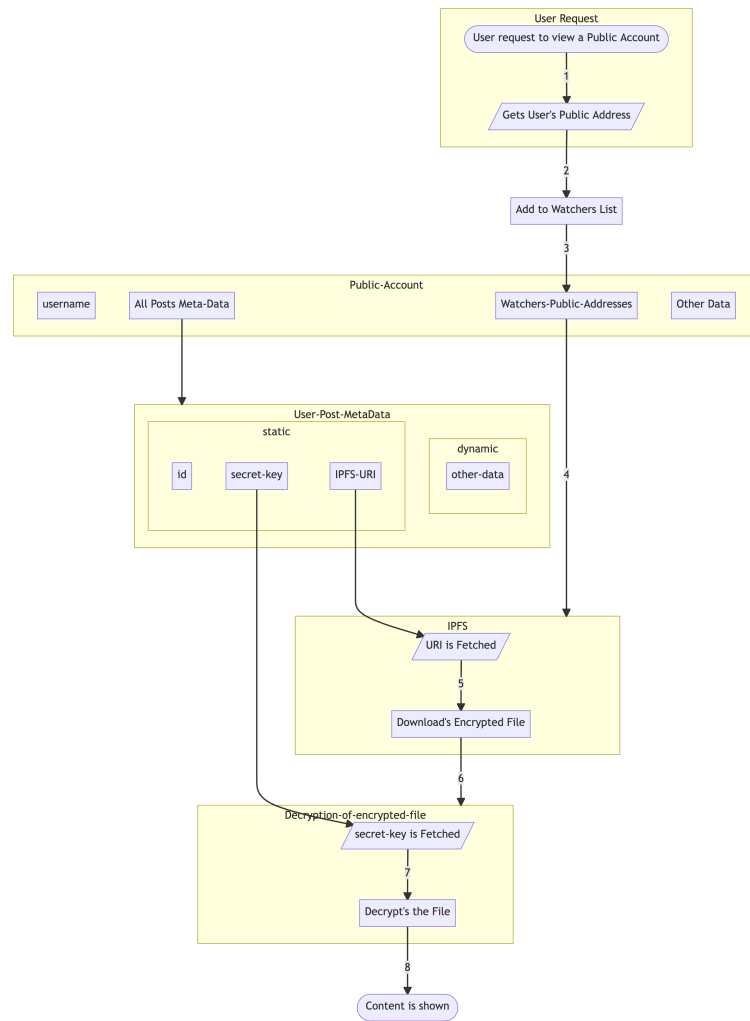 User Request
User request to view a Public Account
1
Gets User's Public Address
2
Add to Watchers List
3
Public-Account
username
All Posts Meta-Data
Watchers-Public-Addresses
Other Data
User-Post-MetaData
static
dynamic
id
secret-key
IPFS-URI
other-data
4
IPFS
URI is Fetched
5
Download's Encrypted File
6
Decryption-of-encrypted-file
secret-key is Fetched
7
Decrypt's the File
8
Content is shown